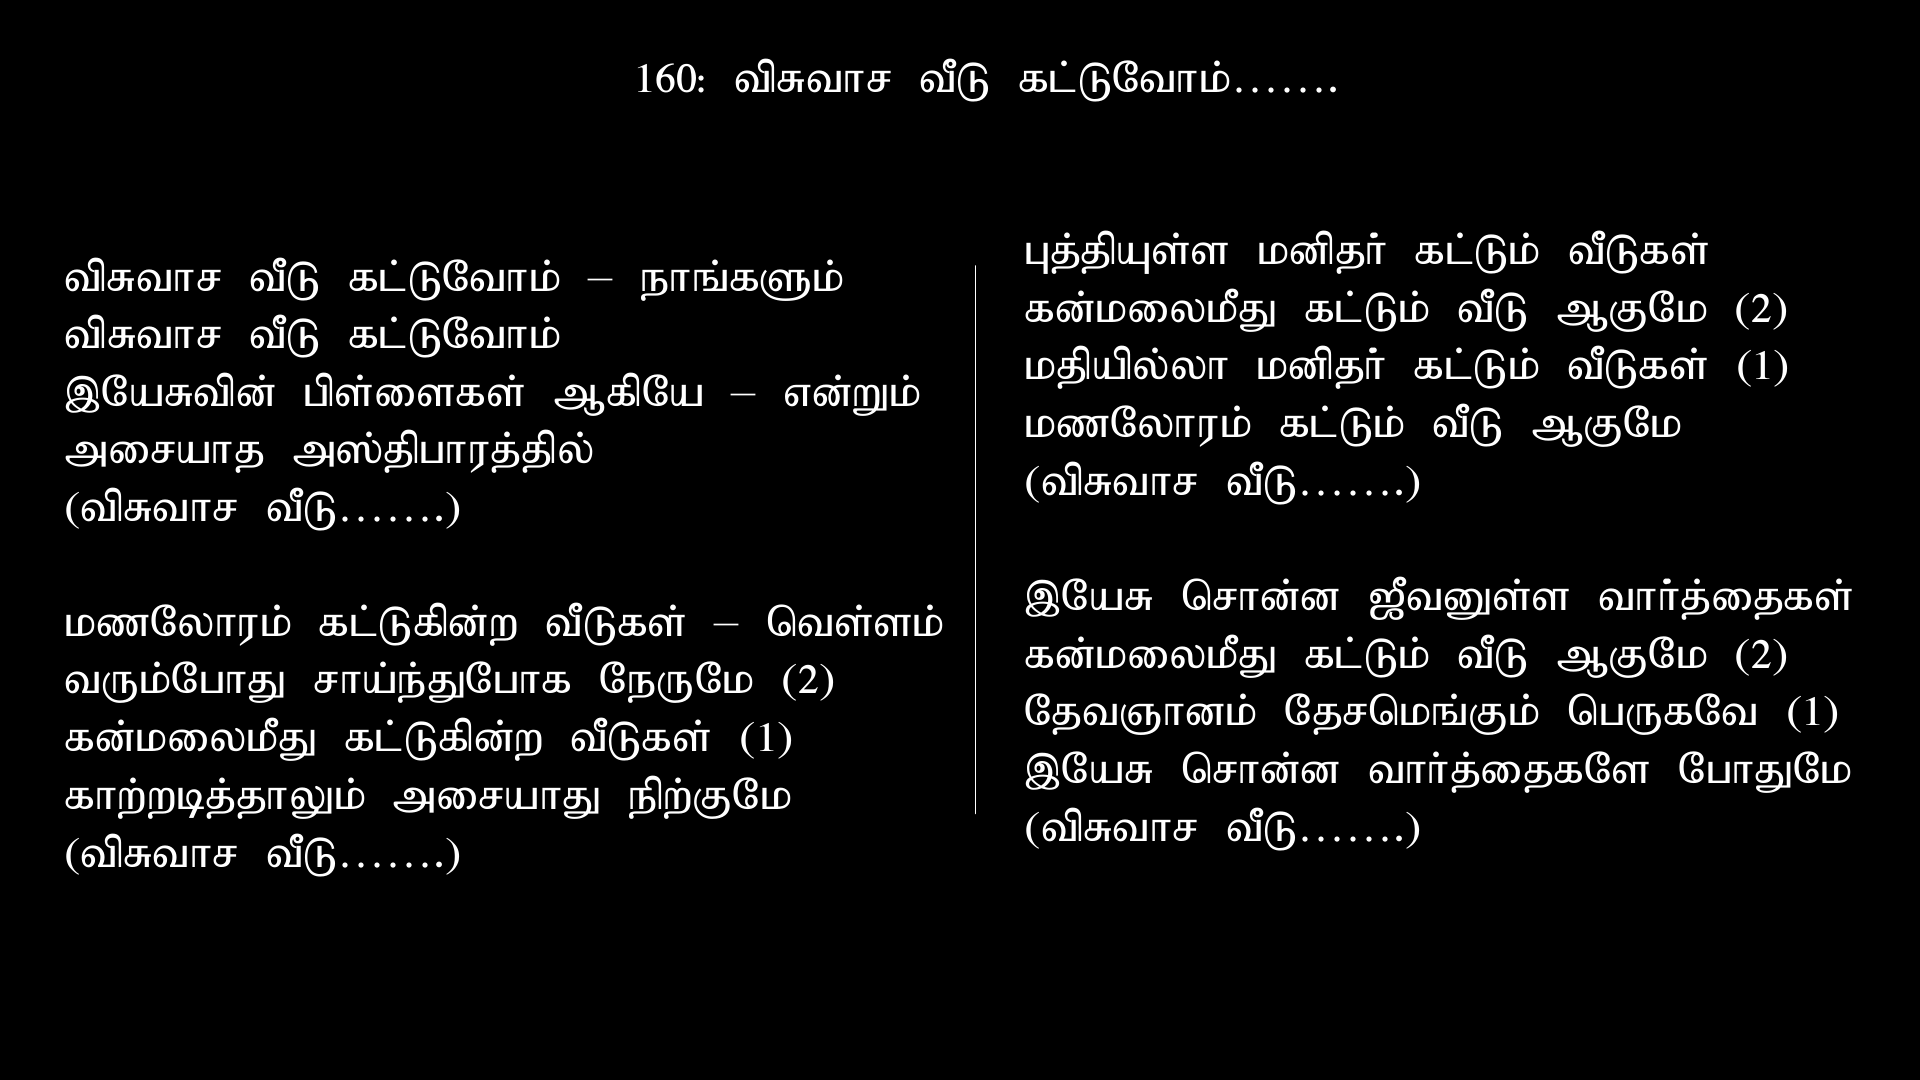 160: விசுவாச வீடு கட்டுவோம்.......
விசுவாச வீடு கட்டுவோம் – நாங்களும்
விசுவாச வீடு கட்டுவோம்
இயேசுவின் பிள்ளைகள் ஆகியே – என்றும்
அசையாத அஸ்திபாரத்தில்
(விசுவாச வீடு.......)
மணலோரம் கட்டுகின்ற வீடுகள் – வெள்ளம்
வரும்போது சாய்ந்துபோக நேருமே (2)
கன்மலைமீது கட்டுகின்ற வீடுகள் (1)
காற்றடித்தாலும் அசையாது நிற்குமே
(விசுவாச வீடு.......)
புத்தியுள்ள மனிதர் கட்டும் வீடுகள்
கன்மலைமீது கட்டும் வீடு ஆகுமே (2)
மதியில்லா மனிதர் கட்டும் வீடுகள் (1)
மணலோரம் கட்டும் வீடு ஆகுமே
(விசுவாச வீடு.......)
இயேசு சொன்ன ஜீவனுள்ள வார்த்தைகள்
கன்மலைமீது கட்டும் வீடு ஆகுமே (2)
தேவஞானம் தேசமெங்கும் பெருகவே (1)
இயேசு சொன்ன வார்த்தைகளே போதுமே
(விசுவாச வீடு.......)